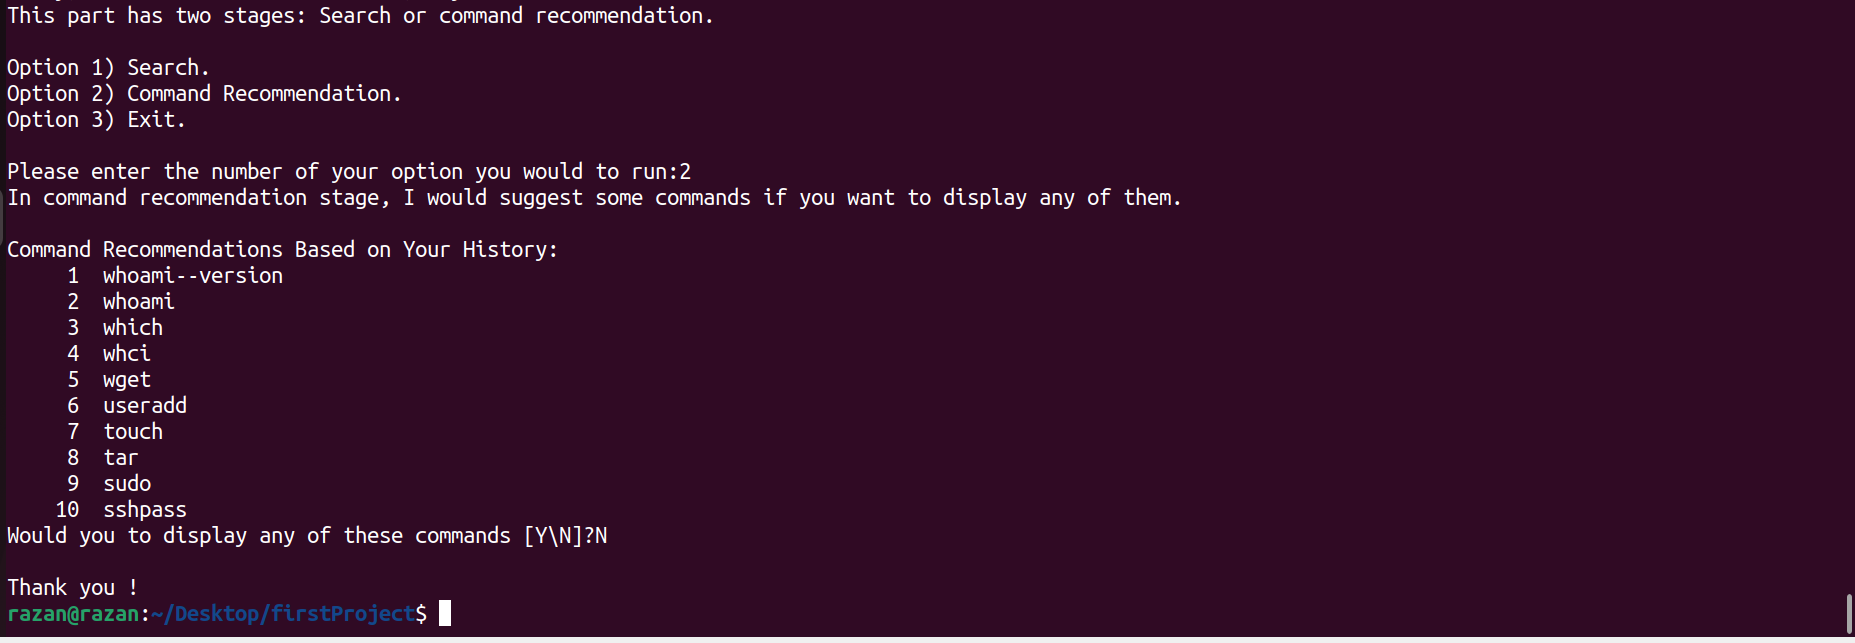 This part has two stages: Search or command recommendation.
Option 1) Search.
Option 2) Command Recommendation.
Option 3) Exit.
Please enter the number of your option you would to run:2
In command recommendation stage, I would suggest some commands if you want to display any of them.
Command Recommendations Based on Your History:
1 whoami--version
2 whoami
3 which
4 whci
5 wget
6 useradd
7 touch
8 tar
9 sudo
10 sshpass
Would you to display any of these commands [Y\N]?N
Thank you !
razan@razan:~/Desktop/firstProject$